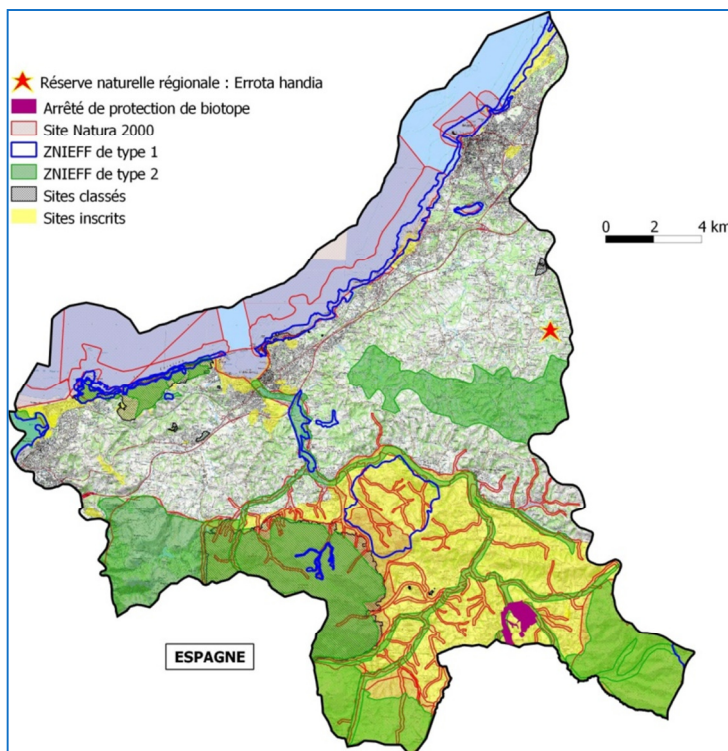 Réserve naturelle régionale : Errota handia
Arrêté de protection de biotope
Site Natura 2000
ZNIEFF de type 1
ZNIEFF de type 2
Sites classés
Sites inscrits
0 2 4 km
ESPAGNE